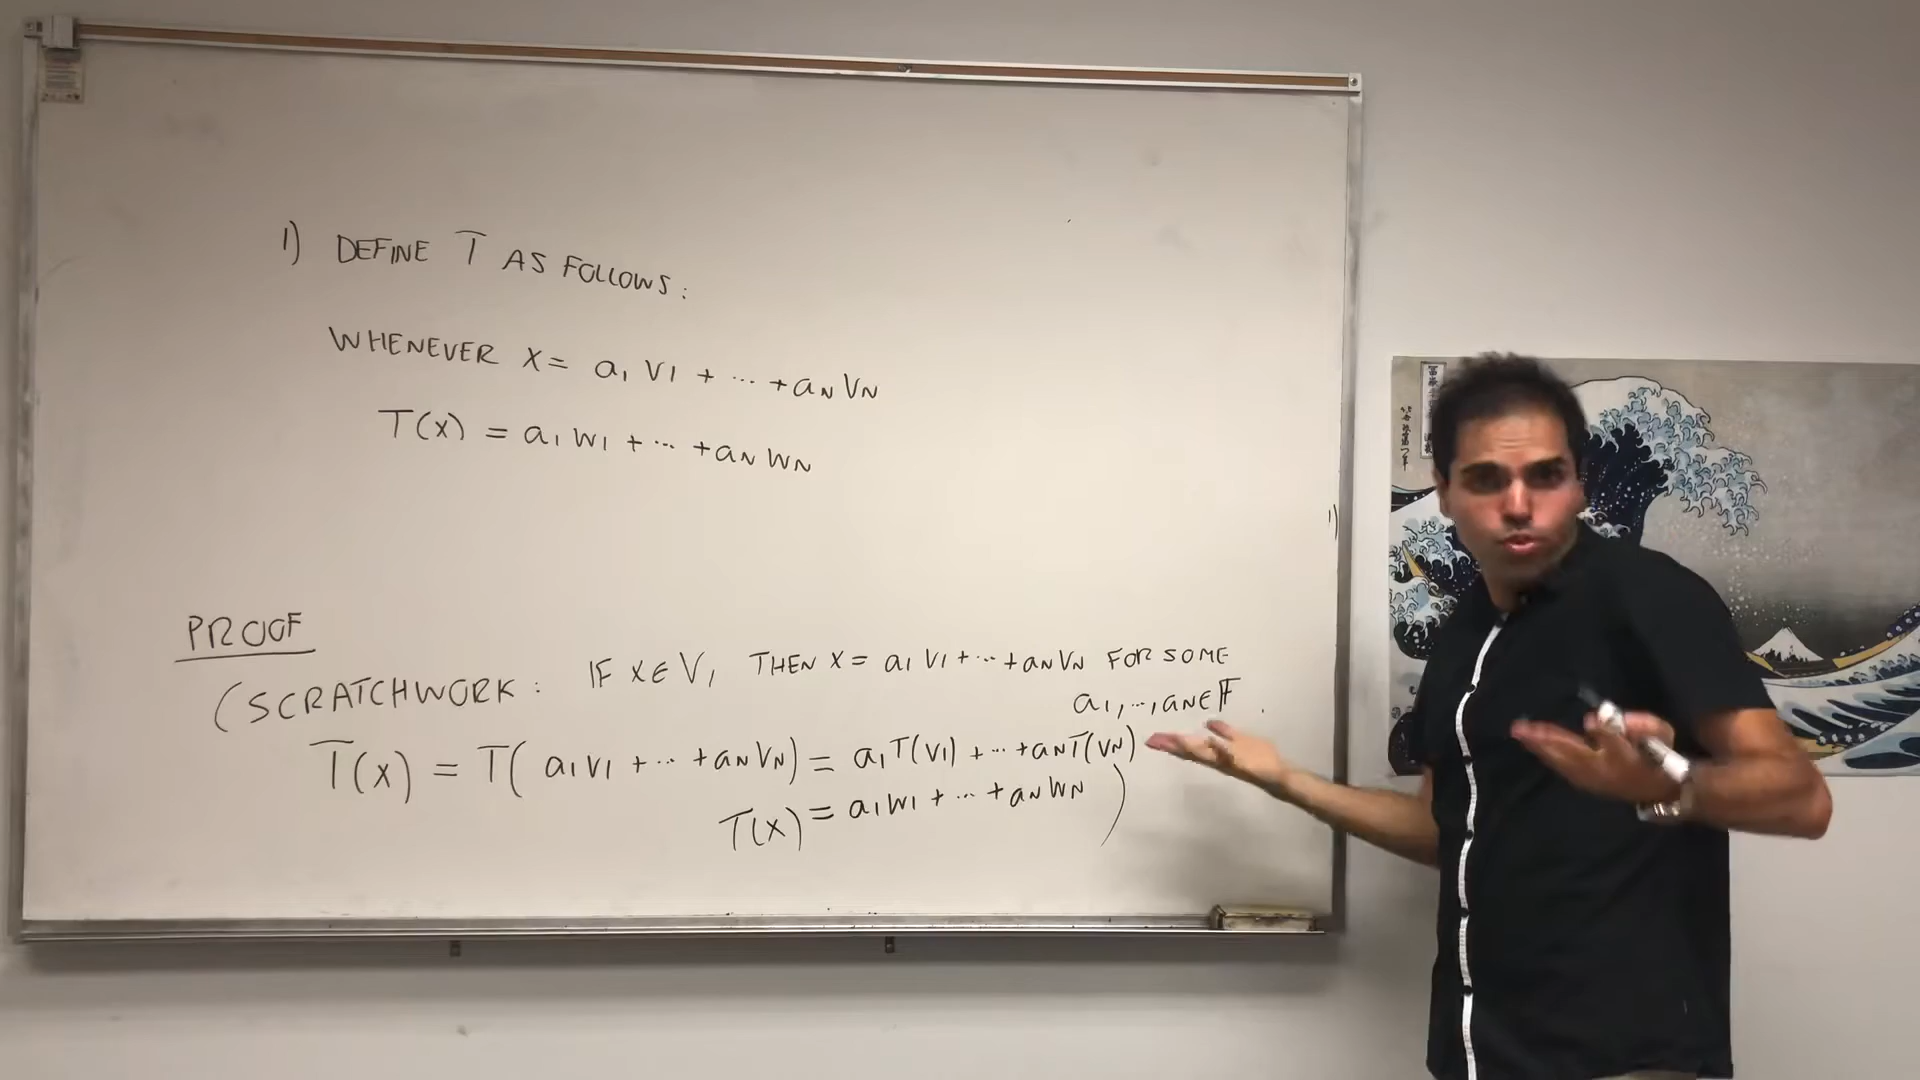 1) DEFINE T AS FOLLOWS:
WHENEVER X = a1 V1 + ... + aN VN
T(x) = a1 W1 + ... + aN WN
1)
PROOF
(SCRATCHWORK: IF X ∈ V, THEN X = a1 V1 + ... + aN VN FOR SOME
a1, ..., aN ∈ 𝔽.
T(x) = T(a1 V1 + ... + aN VN) = a1 T(V1) + ... + aN T(VN)
T(x) = a1 W1 + ... + aN WN)